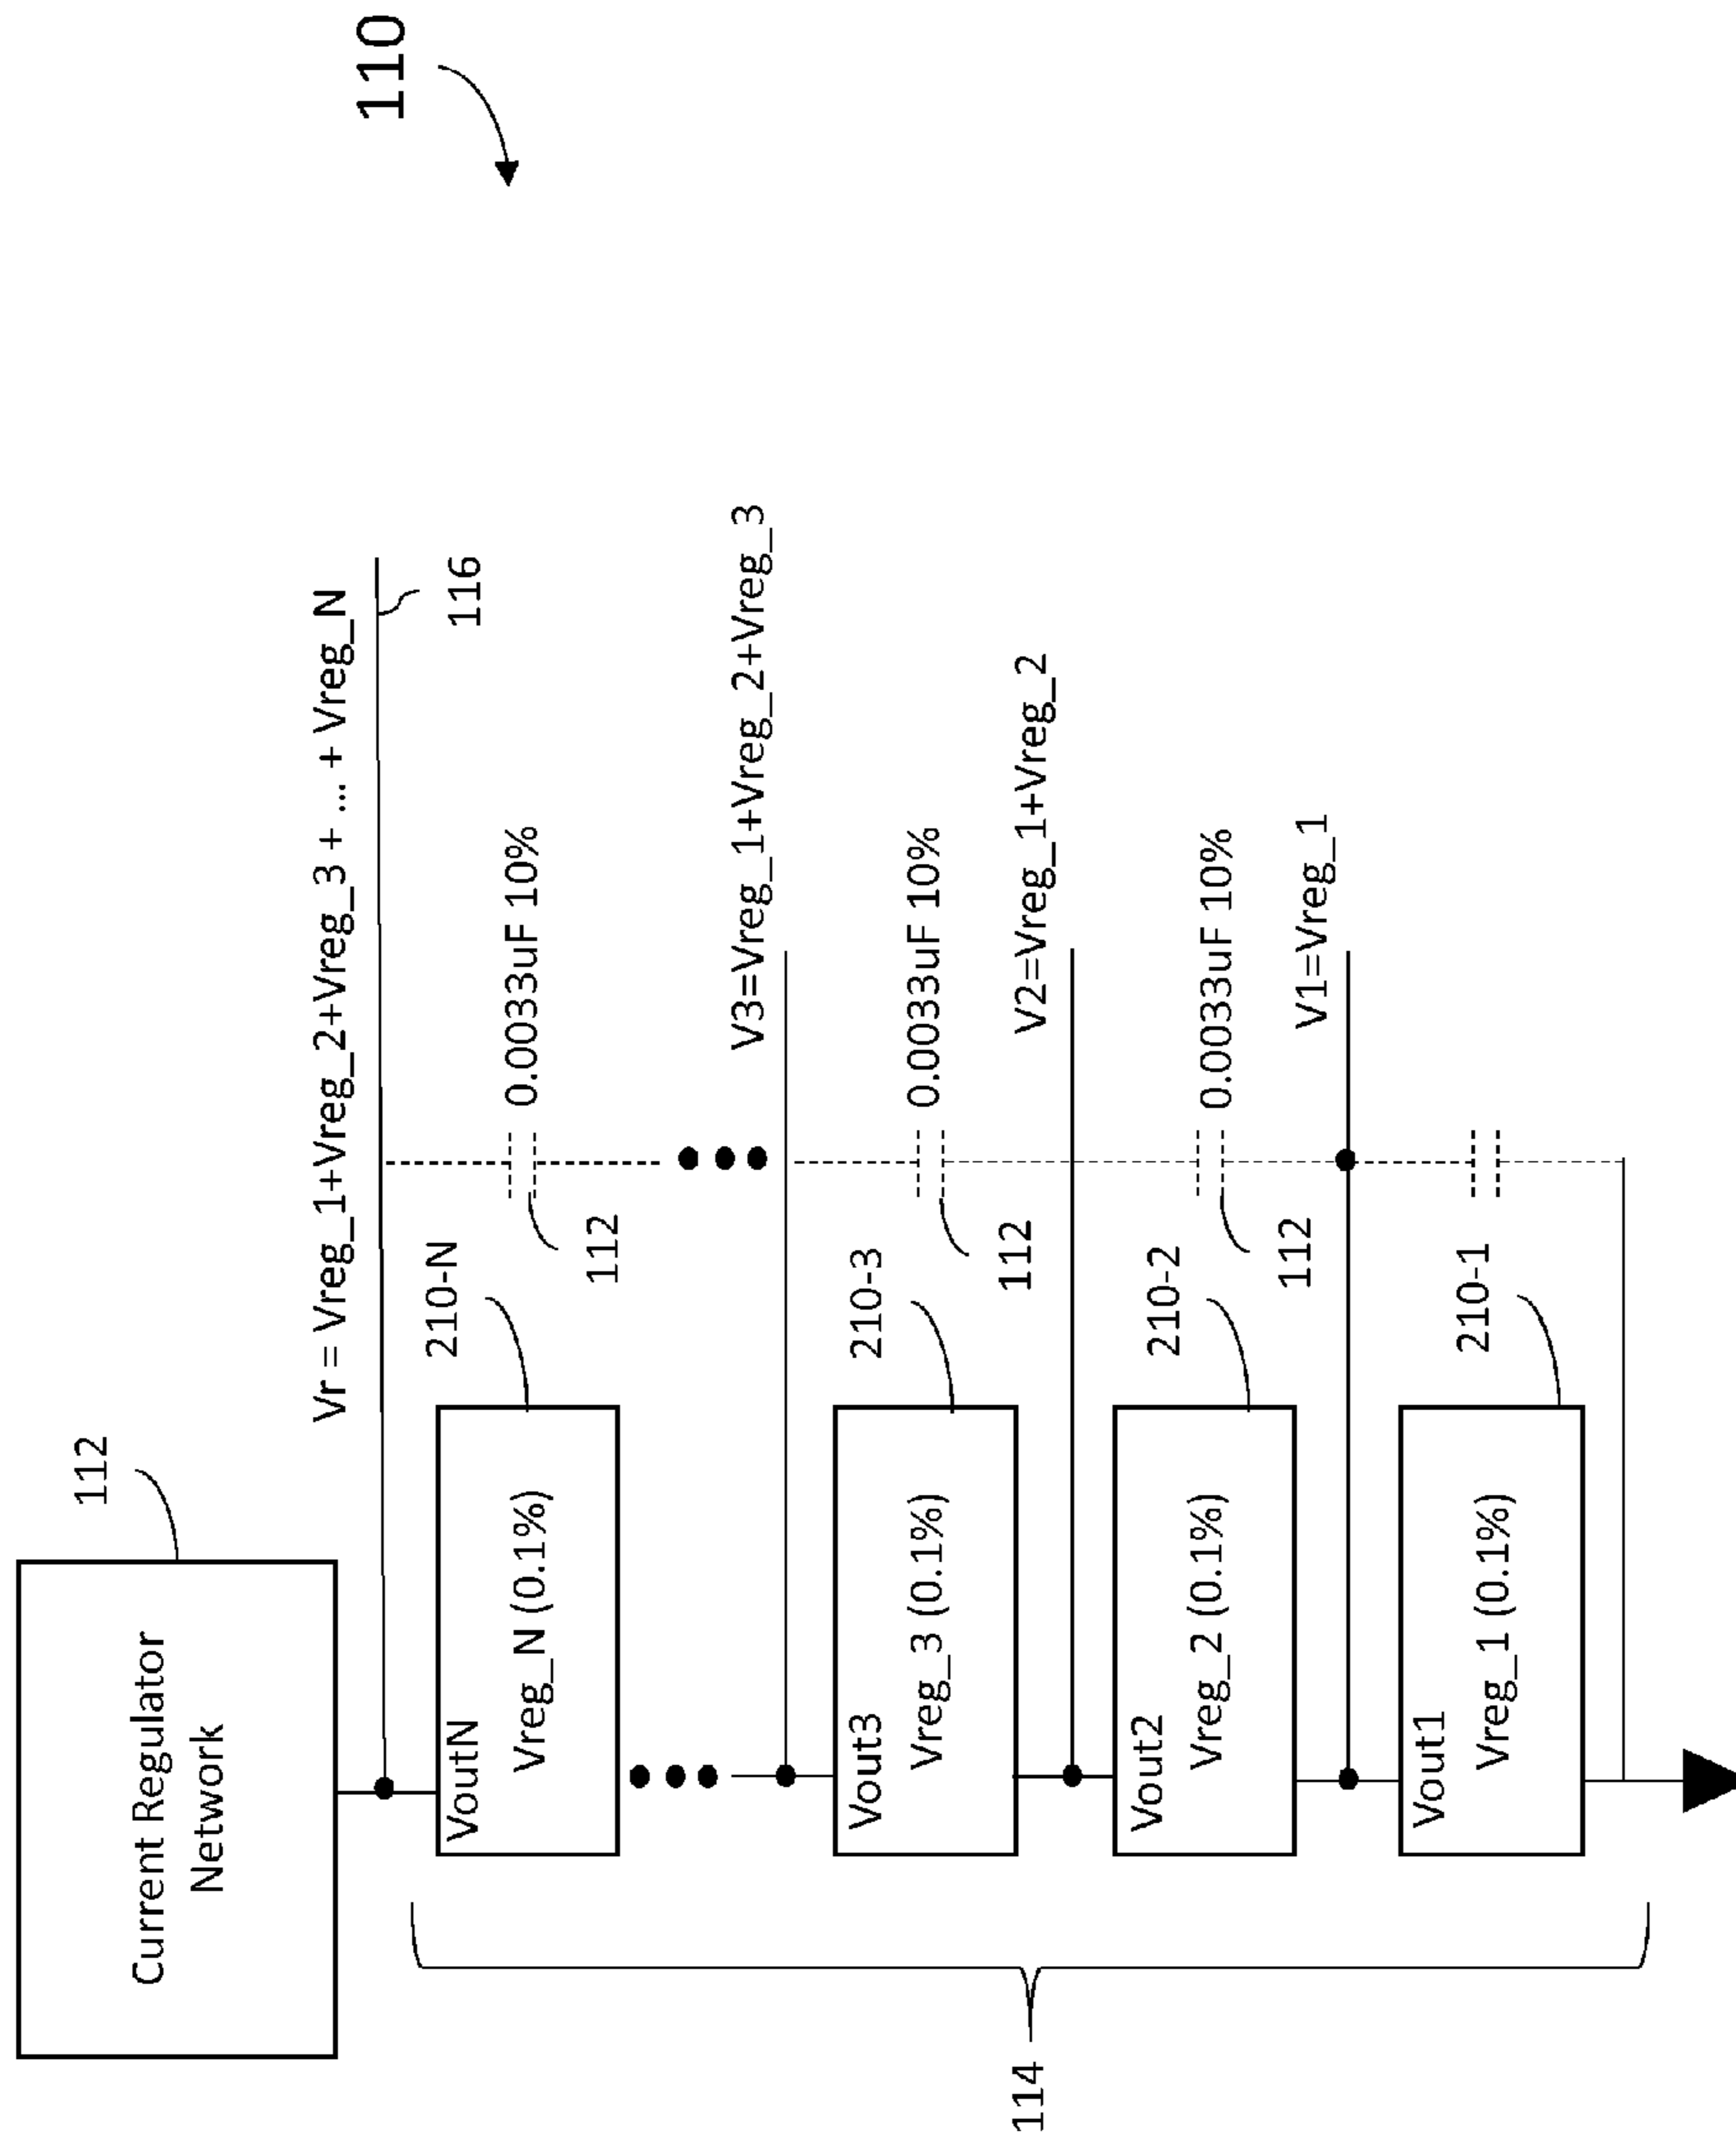 110
Current Regulator
Network
112
Vr = Vreg_1+Vreg_2+Vreg_3 + ... + Vreg_N
116
VoutN
Vreg_N (0.1%)
210-N
112
0.0033uF 10%
V3=Vreg_1+Vreg_2+Vreg_3
Vout3
Vreg_3 (0.1%)
210-3
112
0.0033uF 10%
V2=Vreg_1+Vreg_2
Vout2
Vreg_2 (0.1%)
210-2
112
0.0033uF 10%
V1=Vreg_1
Vout1
Vreg_1 (0.1%)
210-1
114